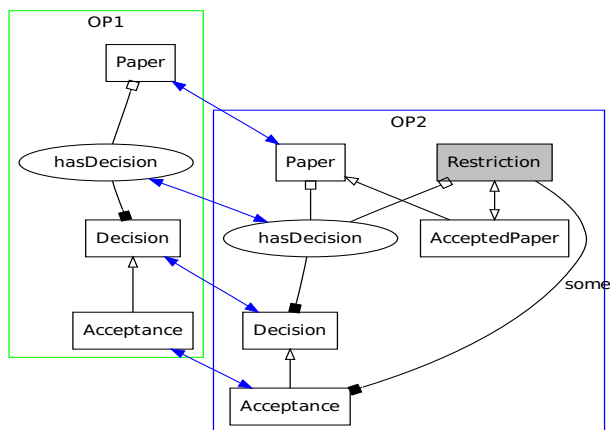 OP1
Paper
hasDecision
Decision
Acceptance
OP2
Paper
Restriction
hasDecision
AcceptedPaper
some
Decision
Acceptance